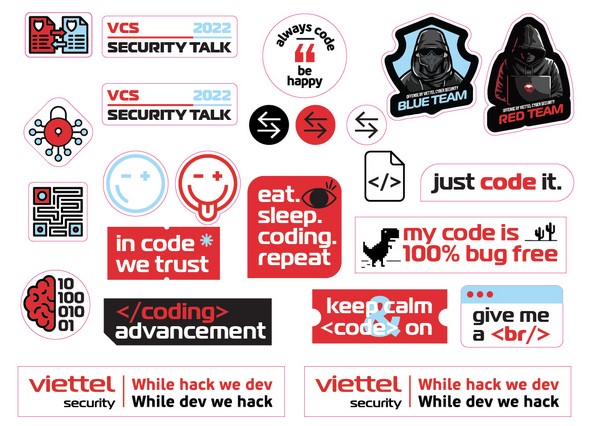 VCS 2022
SECURITY TALK
always code
“
be
happy
OFFENSE BY VIETTEL CYBER SECURITY
BLUE TEAM
OFFENSE BY VIETTEL CYBER SECURITY
RED TEAM
VCS 2022
SECURITY TALK
</>
just code it.
eat.
sleep.
coding.
repeat
in code *
we trust
my code is
100% bug free
10
100
010
01
</coding>
advancement
keep calm
&
<code> on
give me
a <br/>
viettel
security
While hack we dev
While dev we hack
viettel
security
While hack we dev
While dev we hack